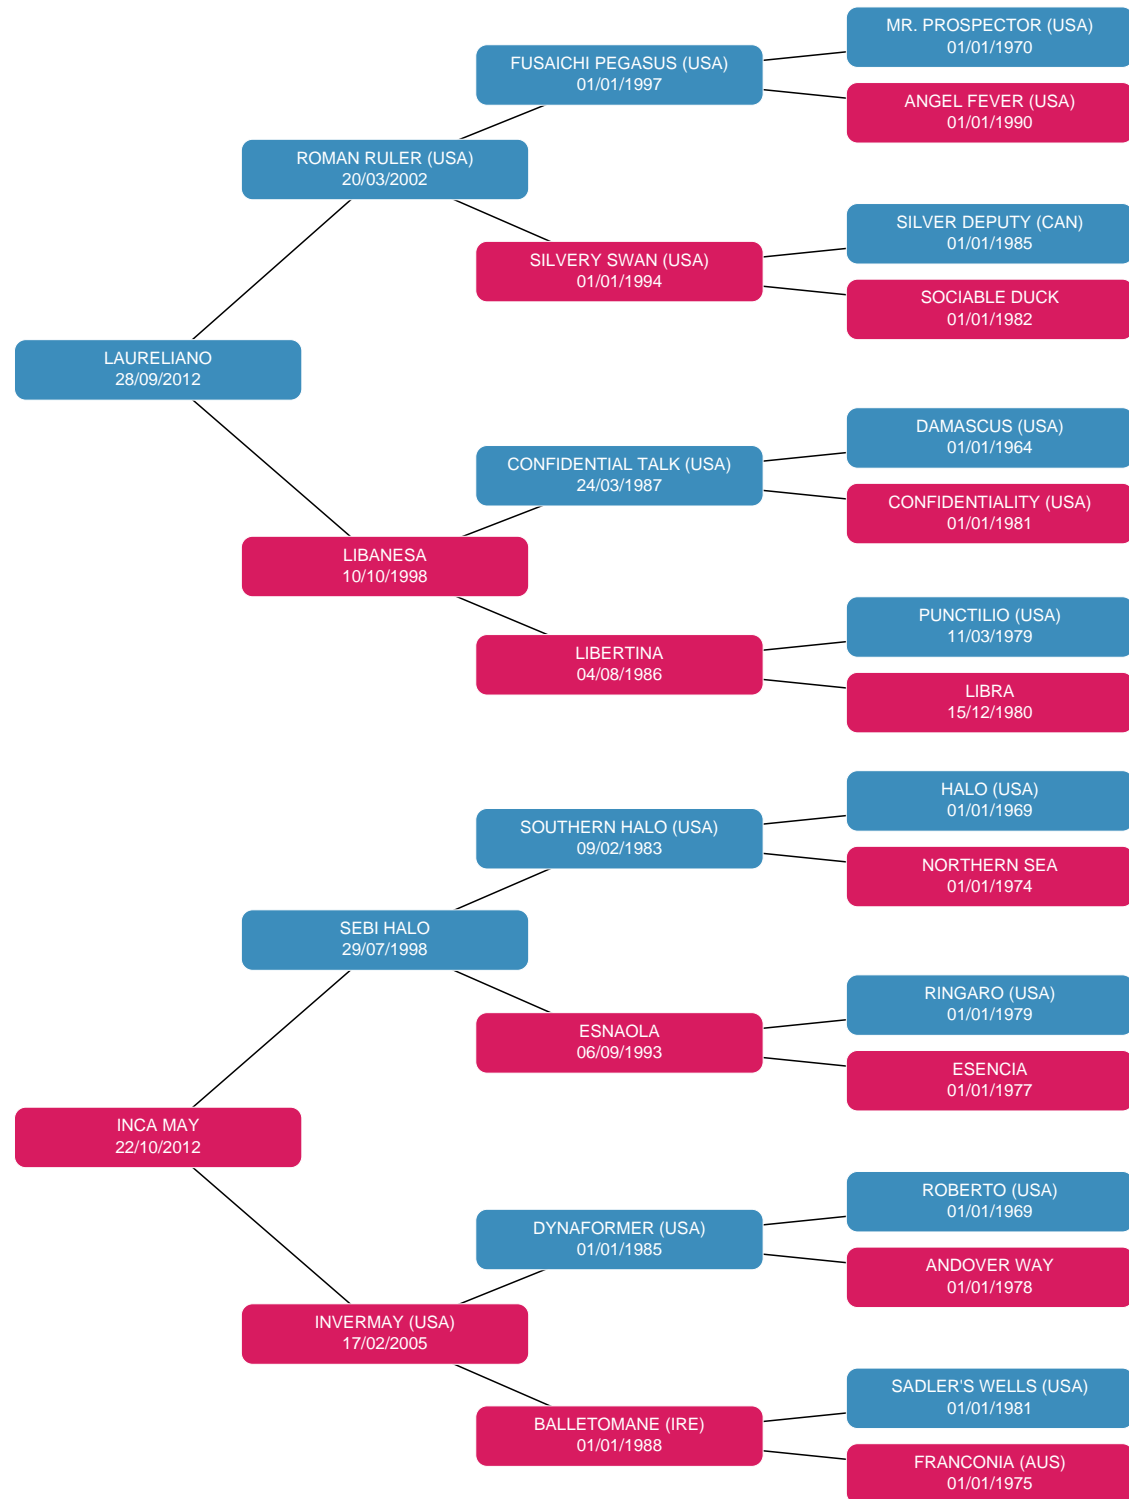 MR. PROSPECTOR (USA)
01/01/1970
FUSAICHI PEGASUS (USA)
01/01/1997
ANGEL FEVER (USA)
01/01/1990
ROMAN RULER (USA)
20/03/2002
SILVER DEPUTY (CAN)
01/01/1985
SILVERY SWAN (USA)
01/01/1994
SOCIABLE DUCK
01/01/1982
LAURELIANO
28/09/2012
DAMASCUS (USA)
01/01/1964
CONFIDENTIAL TALK (USA)
24/03/1987
CONFIDENTIALITY (USA)
01/01/1981
LIBANESA
10/10/1998
PUNCTILIO (USA)
11/03/1979
LIBERTINA
04/08/1986
LIBRA
15/12/1980
HALO (USA)
01/01/1969
SOUTHERN HALO (USA)
09/02/1983
NORTHERN SEA
01/01/1974
SEBI HALO
29/07/1998
RINGARO (USA)
01/01/1979
ESNAOLA
06/09/1993
ESENCIA
01/01/1977
INCA MAY
22/10/2012
ROBERTO (USA)
01/01/1969
DYNAFORMER (USA)
01/01/1985
ANDOVER WAY
01/01/1978
INVERMAY (USA)
17/02/2005
SADLER'S WELLS (USA)
01/01/1981
BALLETOMANE (IRE)
01/01/1988
FRANCONIA (AUS)
01/01/1975